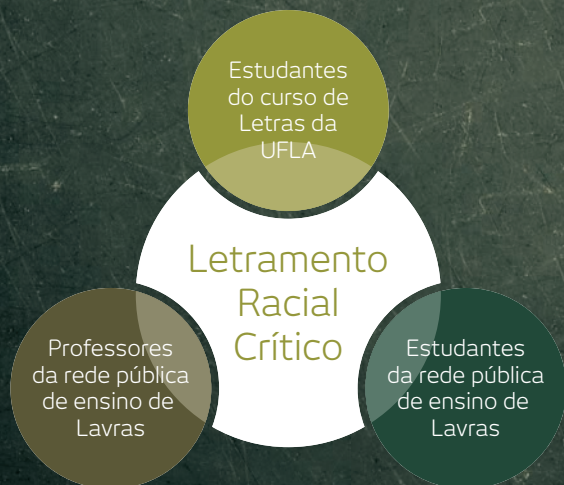 Estudantes
do curso de
Letras da
UFLA
Letramento
Racial
Crítico
Professores
da rede pública
de ensino de
Lavras
Estudantes
da rede pública
de ensino de
Lavras